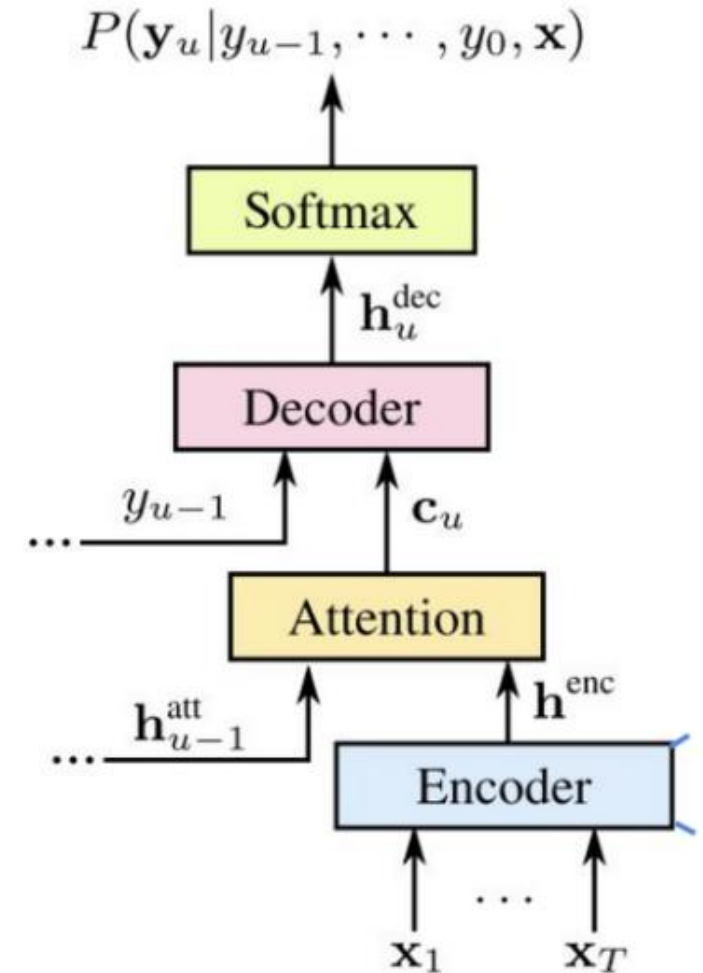 P(y_u|y_{u−1}, ··· , y_0, x)
Softmax
h_u^{dec}
Decoder
y_{u−1}
c_u
...
Attention
h_{u−1}^{att}
h^{enc}
...
Encoder
...
x_1 x_T